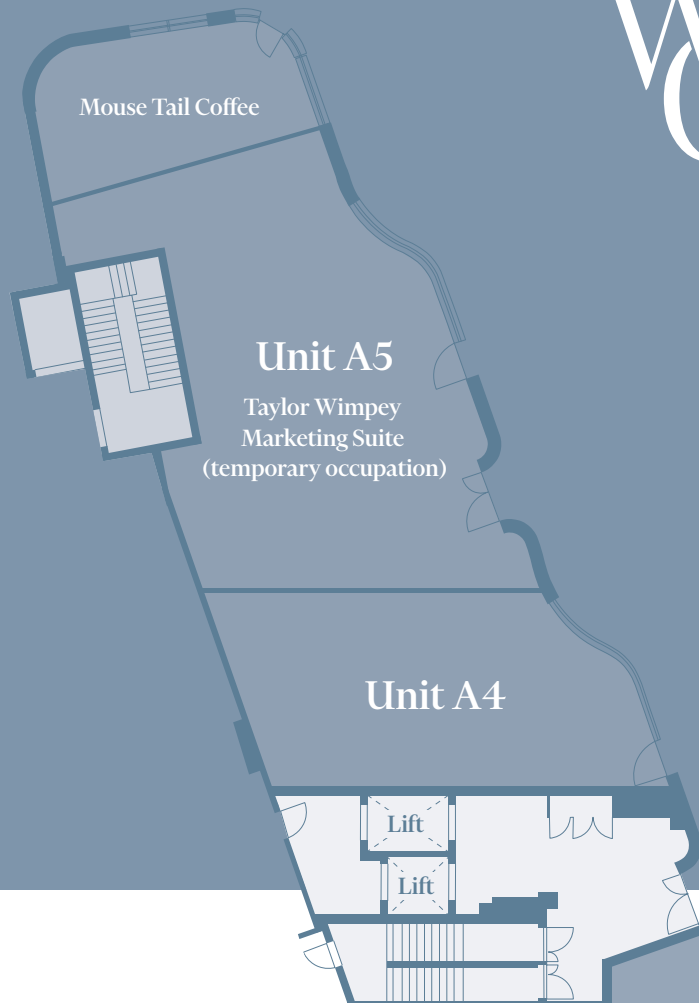 Mouse Tail Coffee
Unit A5
Taylor Wimpey
Marketing Suite
(temporary occupation)
Unit A4
Lift
Lift